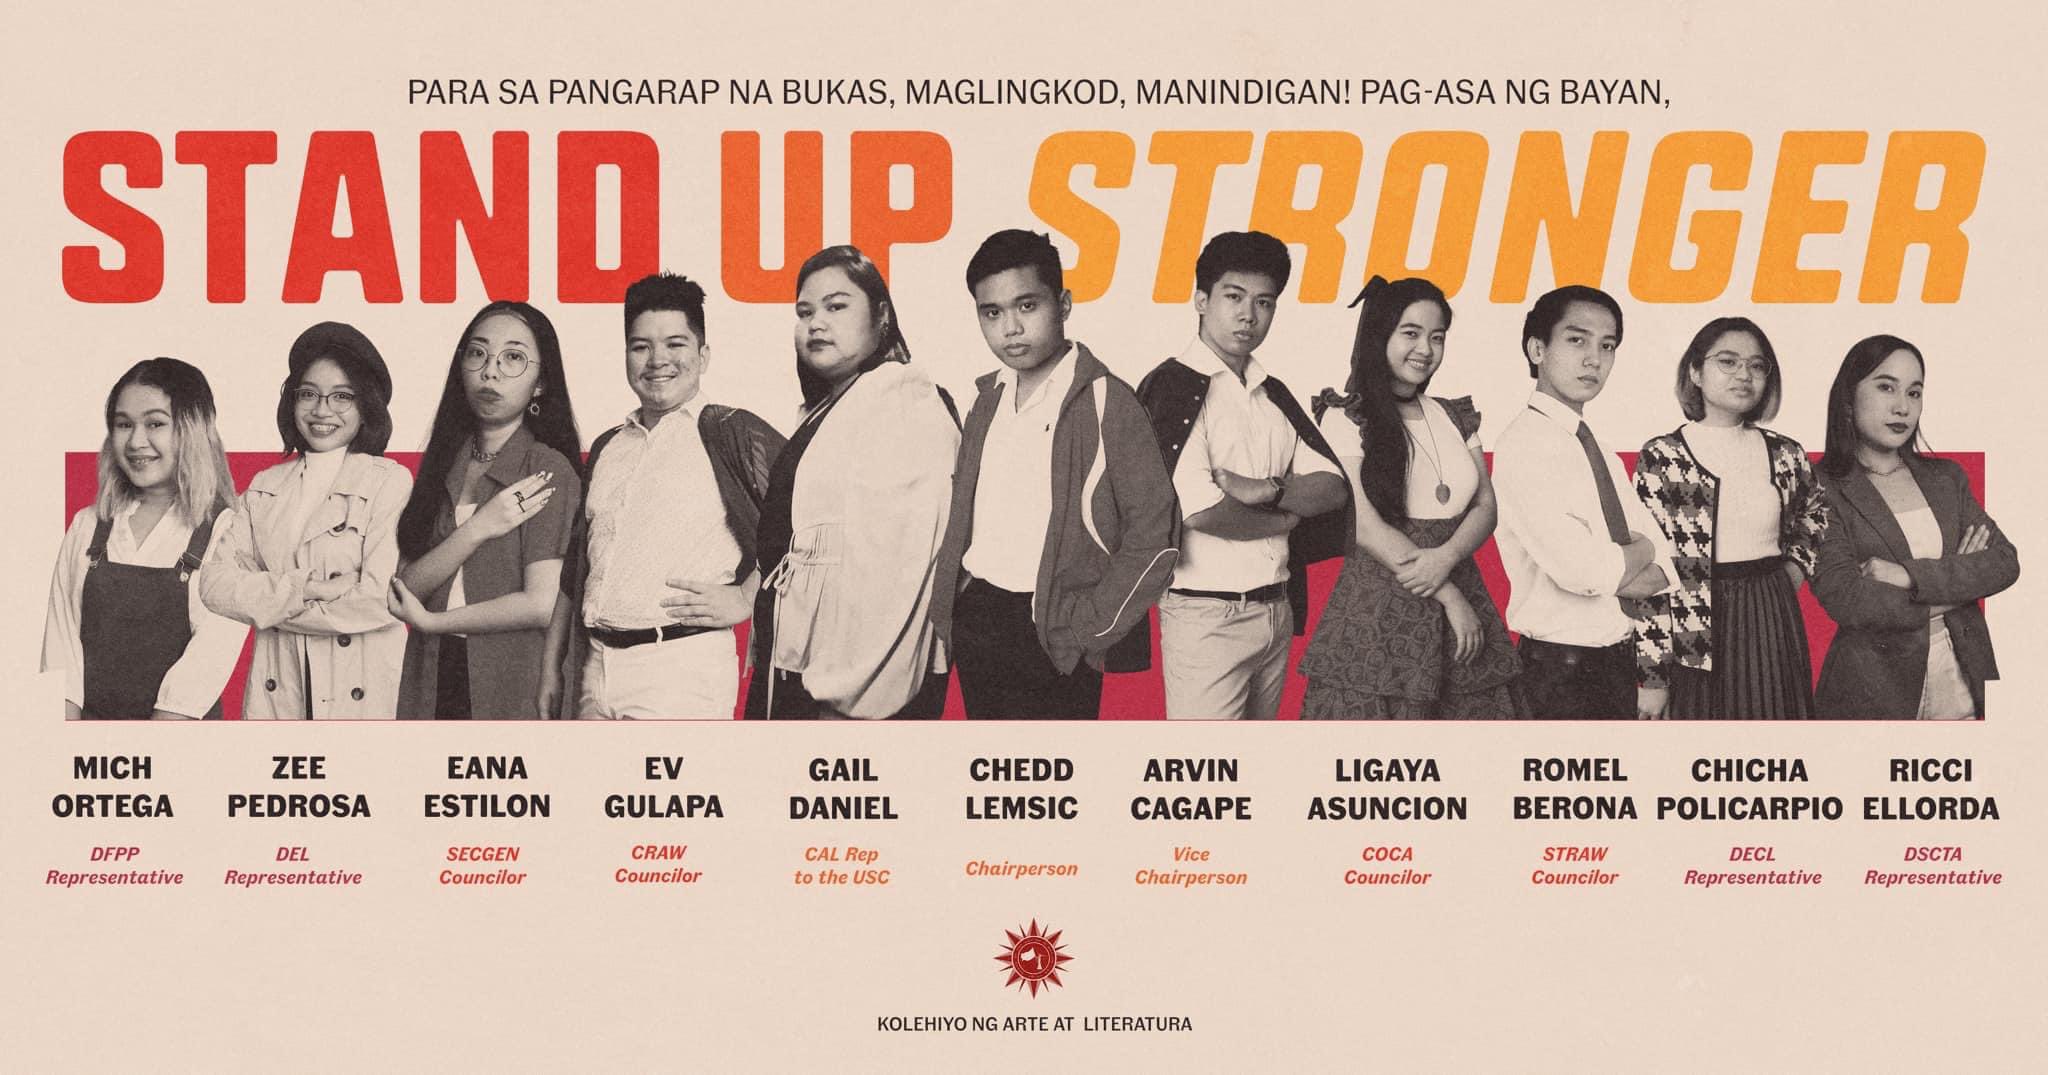 PARA SA PANGARAP NA BUKAS, MAGLINGKOD, MANINDIGAN! PAG-ASA NG BAYAN,
STAND UP STRONGER
MICH
ORTEGA
DFPP
Representative
ZEE
PEDROSA
DEL
Representative
EANA
ESTILON
SECGEN
Councilor
EV
GULAPA
CRAW
Councilor
GAIL
DANIEL
CAL Rep
to the USC
CHEDD
LEMSIC
Chairperson
ARVIN
CAGAPE
Vice
Chairperson
LIGAYA
ASUNCION
COCA
Councilor
ROMEL
BERONA
STRAW
Councilor
CHICHA
POLICARPIO
DECL
Representative
RICCI
ELLORDA
DSCTA
Representative
KOLEHIYO NG ARTE AT LITERATURA